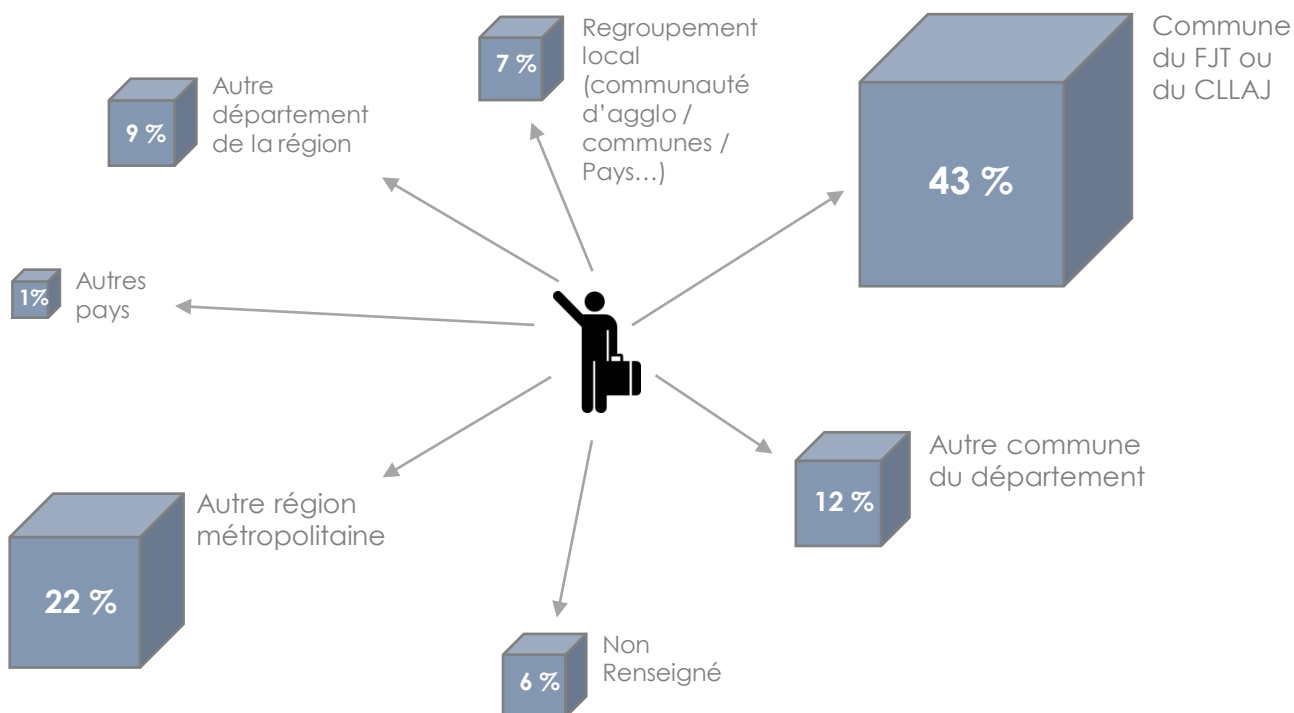 7 %
Regroupement
local
(communauté
d’agglo /
communes /
Pays…)
43 %
Commune
du FJT ou
du CLLAJ
9 %
Autre
département
de la région
1%
Autres
pays
12 %
Autre commune
du département
22 %
Autre région
métropolitaine
6 %
Non
Renseigné